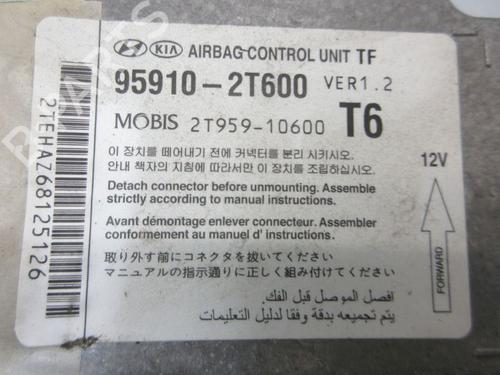 HYUNDAI KIA AIRBAG CONTROL UNIT TF
95910-2T600 VER1.2
MOBIS 2T959-10600 T6
2TEHAZ68125126
이 장치를 떼어내기 전에 커넥터를 분리 시키시오.
안내 책자의 지침에 따라서만 이 장치를 조립하십시오.
12V
Detach connector before unmounting. Assemble
strictly according to manual instructions.
Avant démontage enlever connecteur. Assembler
conformement au manuel d' instructions.
取り外す前にコネクタを抜いてください
マニュアルの指示通りに正しく組み付けてください
FORWARD
افصل الموصل قبل الفك.
يتم تجميعه بدقة وفقا لدليل التعليمات